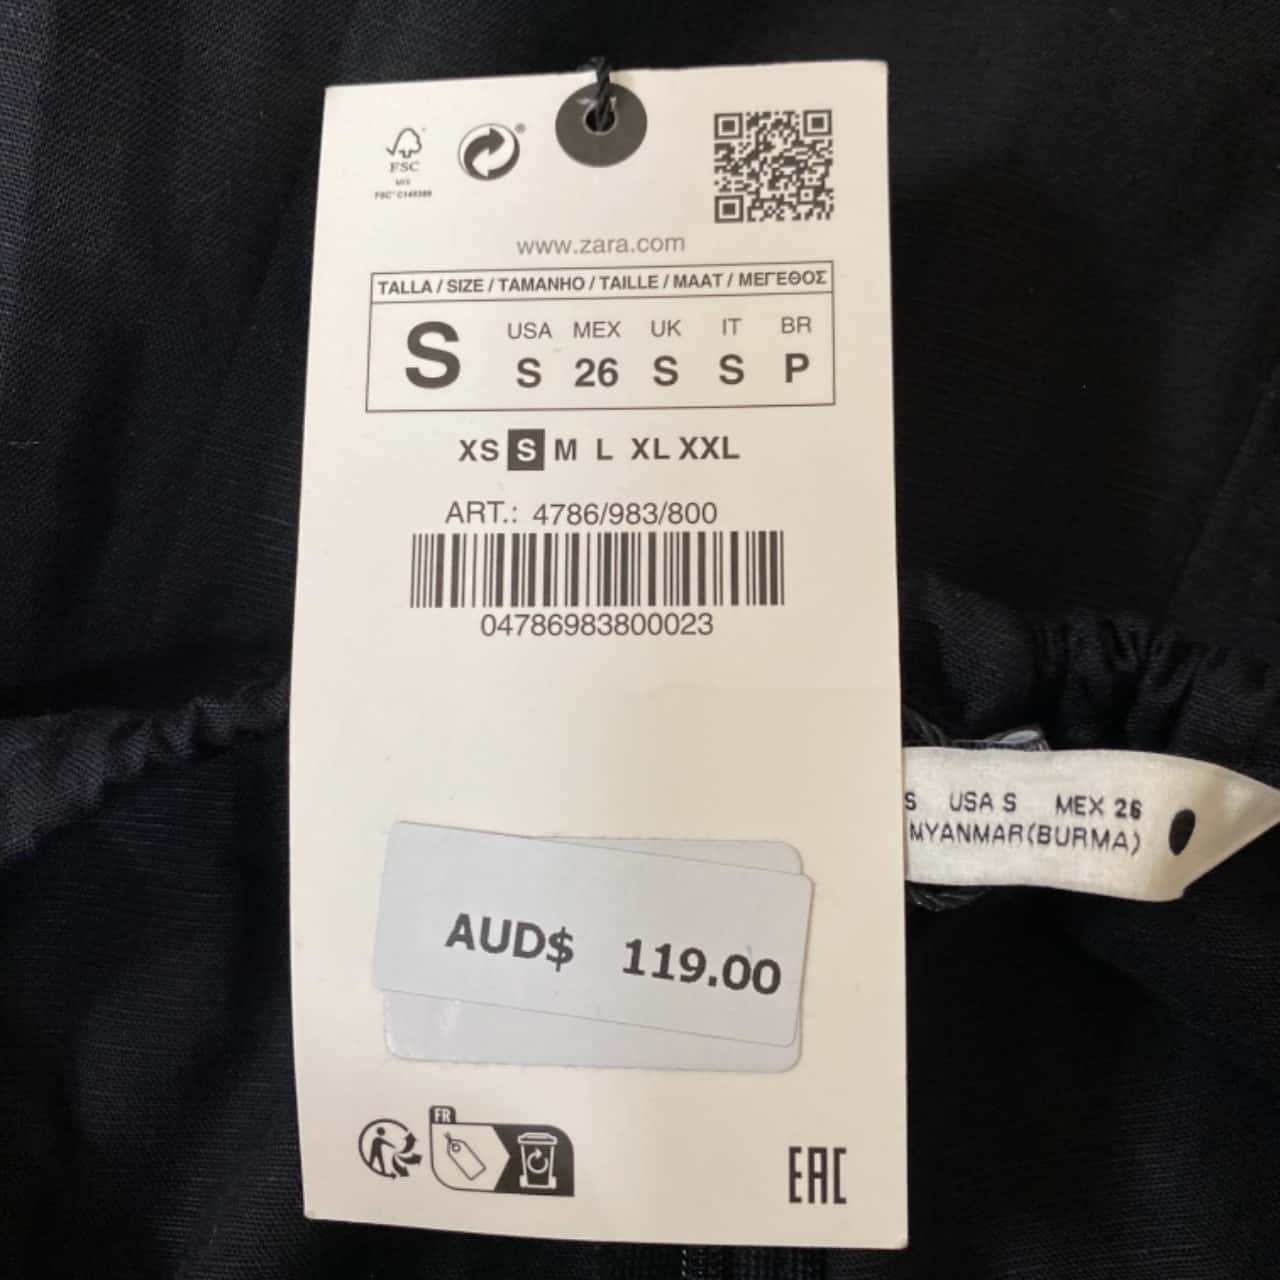 FSC
MIX
www.zara.com
TALLA / SIZE / TAMANHO / TAILLE / MAAT / ΜΕΓΕΘΟΣ
S
USA MEX UK IT BR
S 26 S S P
XS S M L XL XXL
ART.: 4786/983/800
04786983800023
S USA S MEX 26
MYANMAR(BURMA)
AUD$ 119.00
FR
EAC